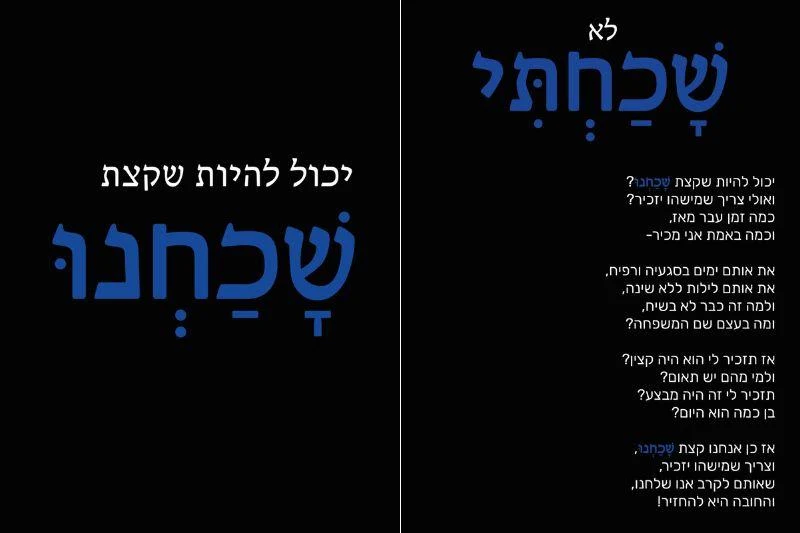 יכול להיות שקצת
שָׁכַחְנוּ
לא
שָׁכַחְתִּי
יכול להיות שקצת שָׁכַחְנוּ?
ואולי צריך שמישהו יזכיר?
כמה זמן עבר מאז,
וכמה באמת אני מכיר-
את אותם ימים בסגעיה ורפיח,
את אותם לילות ללא שינה,
ולמה זה כבר לא בשיח,
ומה בעצם שם המשפחה?
אז תזכיר לי הוא היה קצין?
ולמי מהם יש תאום?
תזכיר לי זה היה מבצע?
בן כמה הוא היום?
אז כן אנחנו קצת שָׁכַחְנוּ,
וצריך שמישהו יזכיר,
שאותם לקרב אנו שלחנו,
והחובה היא להחזיר!